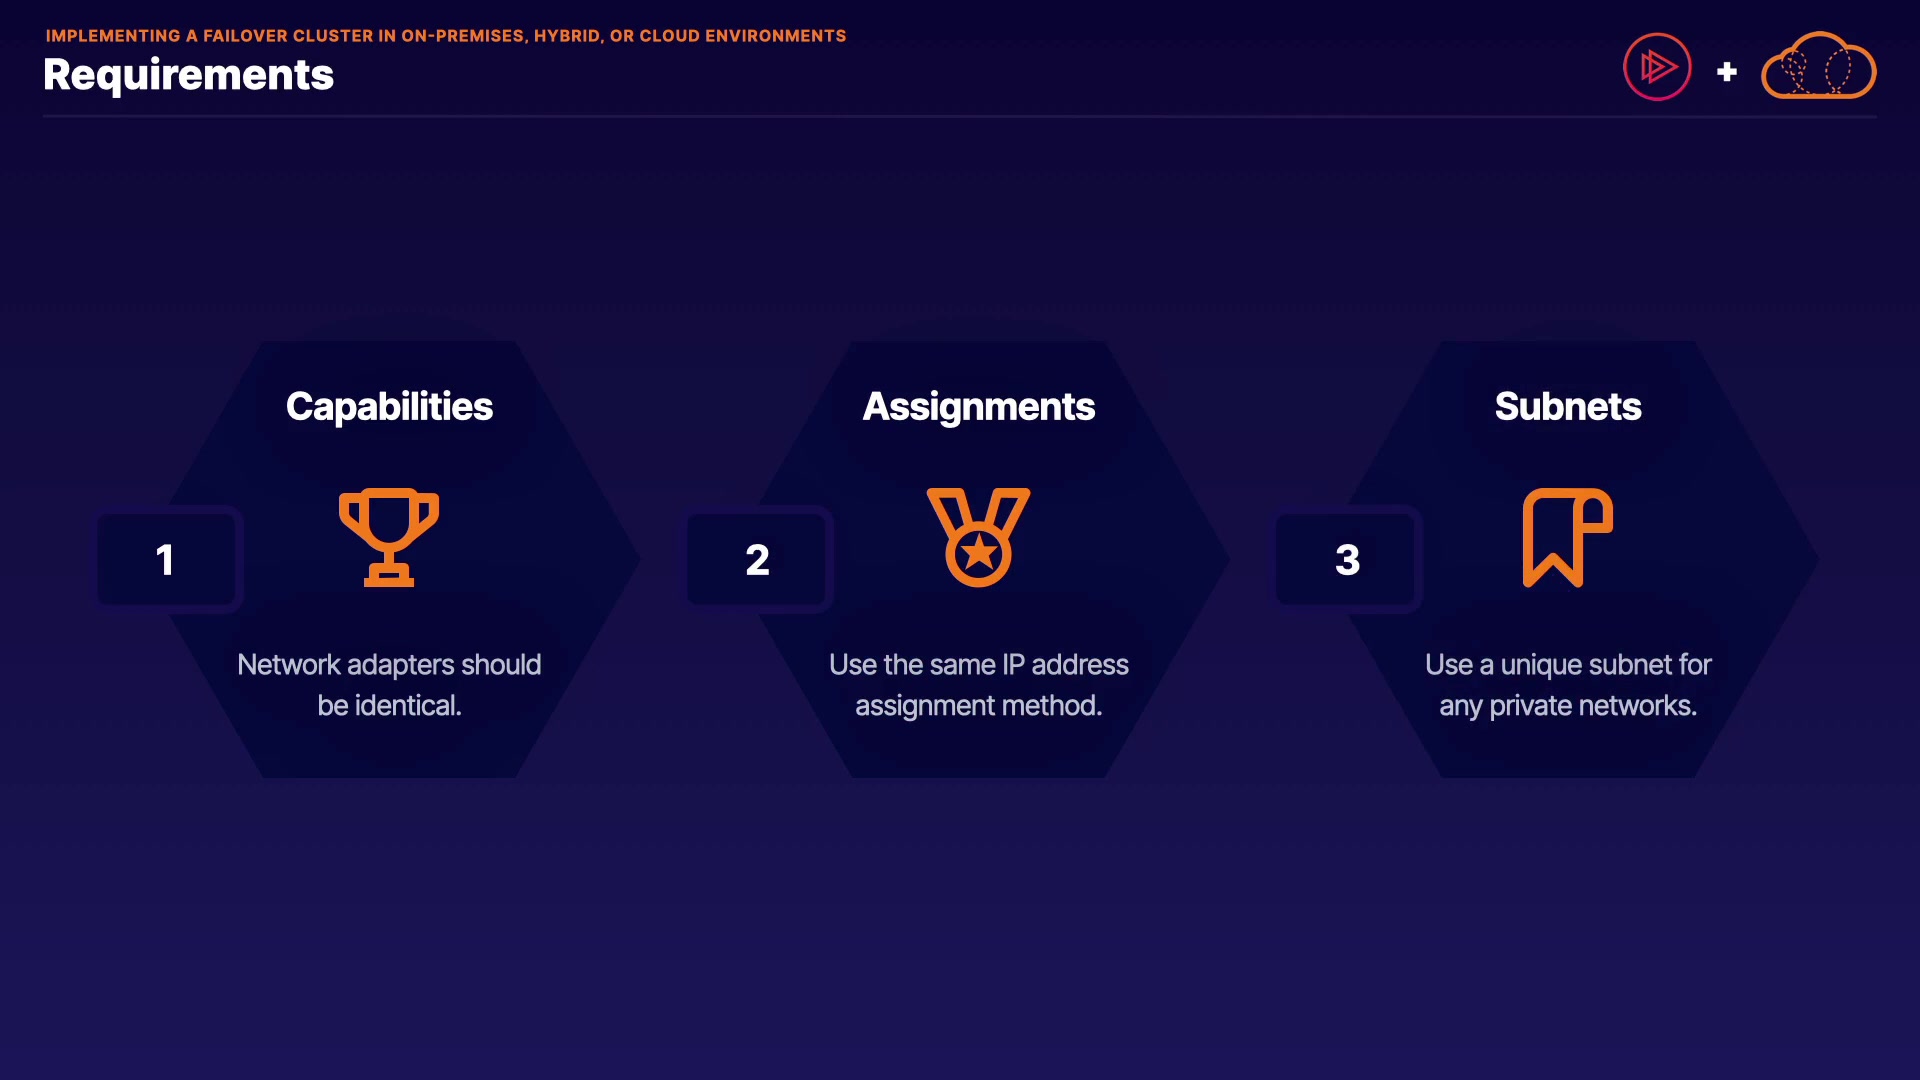 IMPLEMENTING A FAILOVER CLUSTER IN ON-PREMISES, HYBRID, OR CLOUD ENVIRONMENTS
Requirements
+
Capabilities
1
Network adapters should
be identical.
Assignments
2
Use the same IP address
assignment method.
Subnets
3
Use a unique subnet for
any private networks.